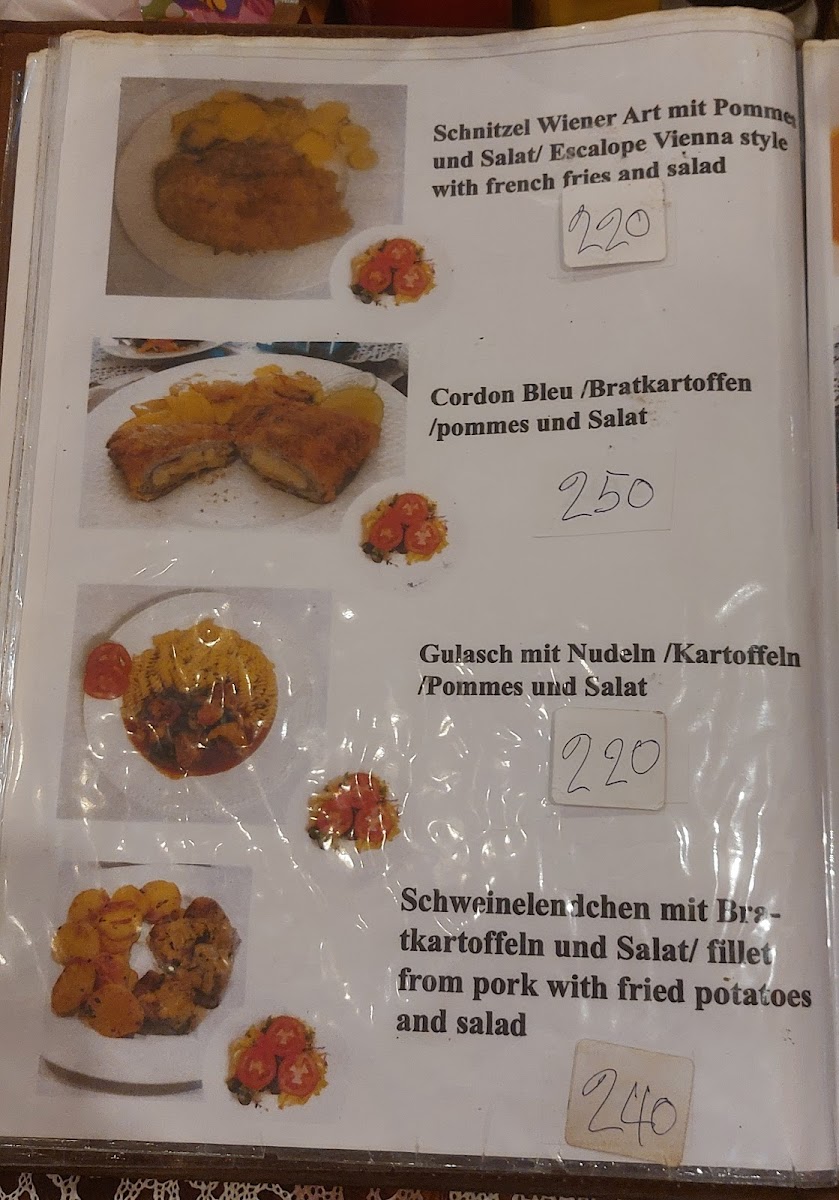 Schnitzel Wiener Art mit Pommes
und Salat/ Escalope Vienna style
with french fries and salad
220
Cordon Bleu /Bratkartoffen
/pommes und Salat
250
Gulasch mit Nudeln /Kartoffeln
/Pommes und Salat
220
Schweinelendchen mit Bra-
tkartoffeln und Salat/ fillet
from pork with fried potatoes
and salad
240